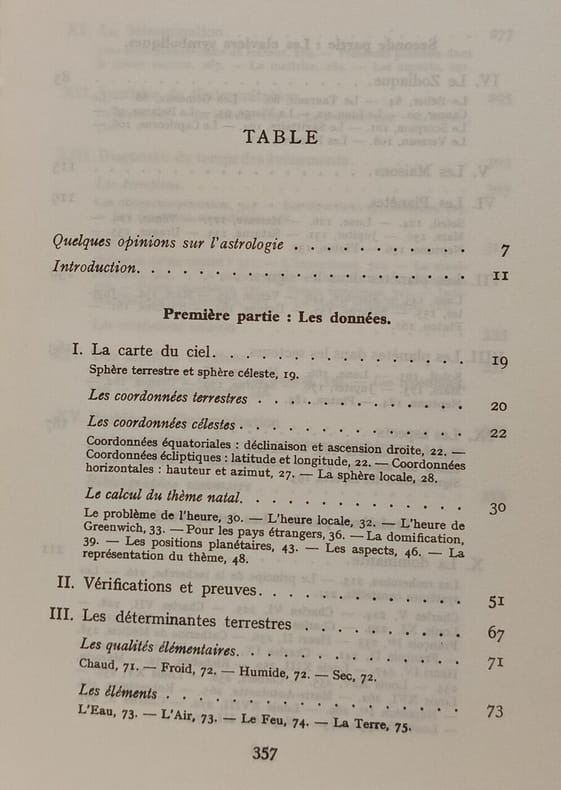 TABLE
Quelques opinions sur l'astrologie . . . . . . . . . . . 7
Introduction. . . . . . . . . . . . . . . . . . . 11
Première partie : Les données.
I. La carte du ciel. . . . . . . . . . . . . . . 19
Sphère terrestre et sphère céleste, 19.
Les coordonnées terrestres . . . . . . . . . . . . . 20
Les coordonnées célestes . . . . . . . . . . . . . . 22
Coordonnées équatoriales : déclinaison et ascension droite, 22. —
Coordonnées écliptiques : latitude et longitude, 22. — Coordonnées
horizontales : hauteur et azimut, 27. — La sphère locale, 28.
Le calcul du thème natal. . . . . . . . . . . . . . 30
Le problème de l'heure, 30. — L'heure locale, 32. — L'heure de
Greenwich, 33. — Pour les pays étrangers, 36. — La domification,
39. — Les positions planétaires, 43. — Les aspects, 46. — La
représentation du thème, 48.
II. Vérifications et preuves. . . . . . . . . . . . . 51
III. Les déterminantes terrestres . . . . . . . . . . . 67
Les qualités élémentaires. . . . . . . . . . . . . . 71
Chaud, 71. — Froid, 72. — Humide, 72. — Sec, 72.
Les éléments . . . . . . . . . . . . . . . . . . 73
L'Eau, 73. — L'Air, 73. — Le Feu, 74. — La Terre, 75.
357